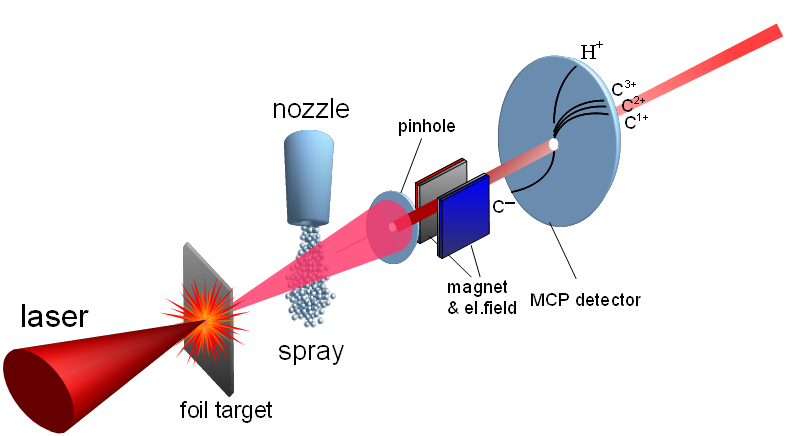 nozzle
pinhole
H⁺
C³⁺
C²⁺
C¹⁺
C⁻
magnet
& el.field
MCP detector
laser
spray
foil target